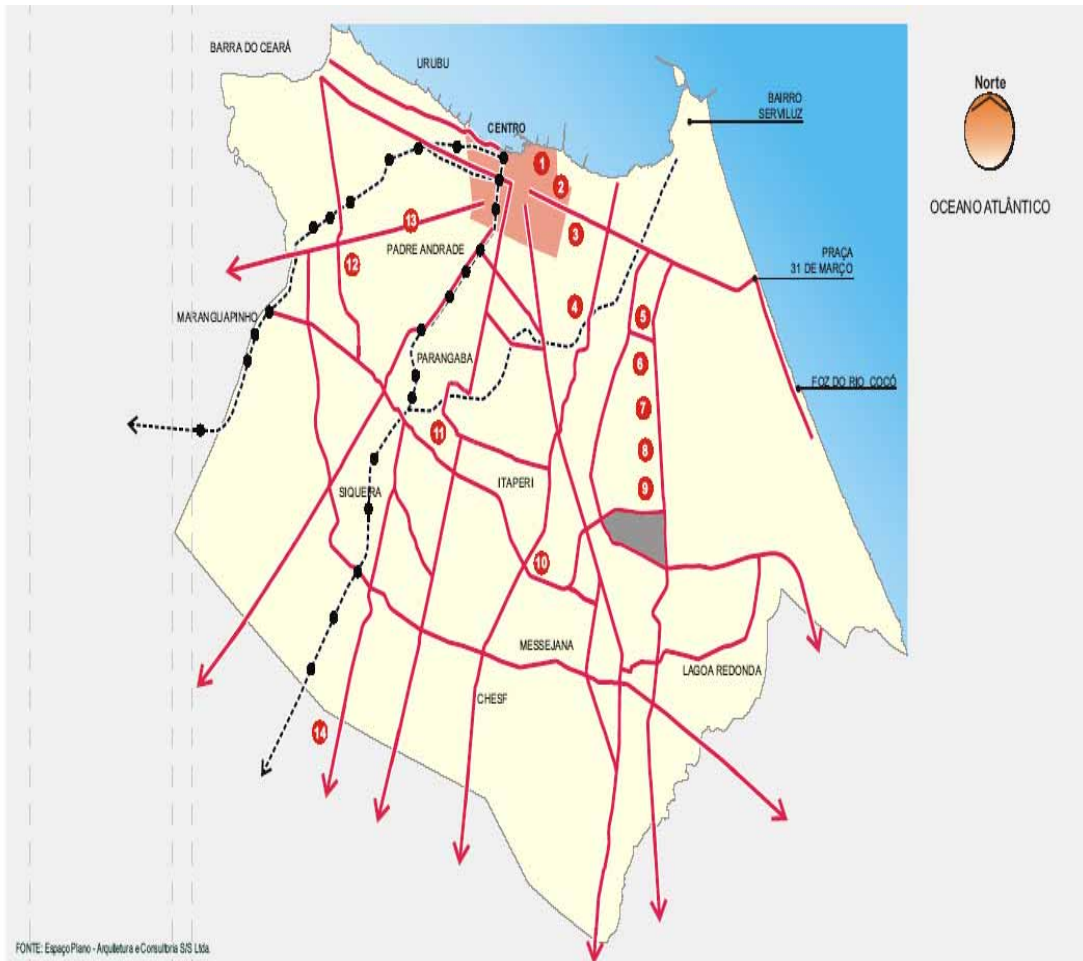 BARRA DO CEARÁ
URUBU
CENTRO
BAIRRO
SERVILUZ
Norte
OCEANO ATLÂNTICO
1
2
3
13
PADRE ANDRADE
12
PRAÇA
31 DE MARÇO
4
MARANGUAPINHO
5
PARANGABA
6
FOZ DO RIO COCÓ
7
11
8
ITAPERI
9
SIQUEIRA
10
MESSEJANA
LAGOA REDONDA
CHESF
14
FONTE: Espaço Plano - Arquitetura e Consultoria S/S Ltda.